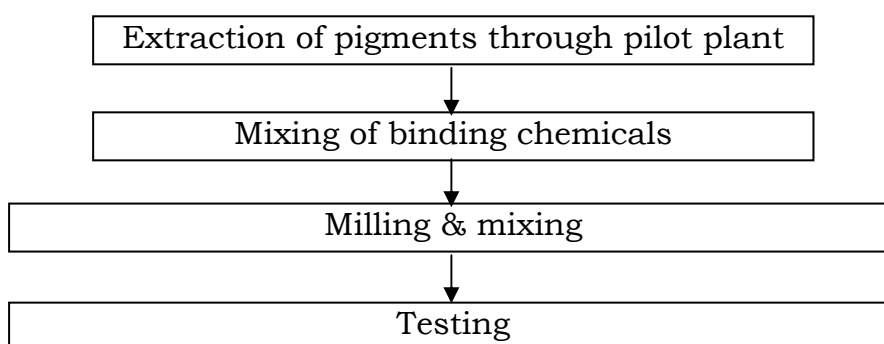 Extraction of pigments through pilot plant
Mixing of binding chemicals
Milling & mixing
Testing